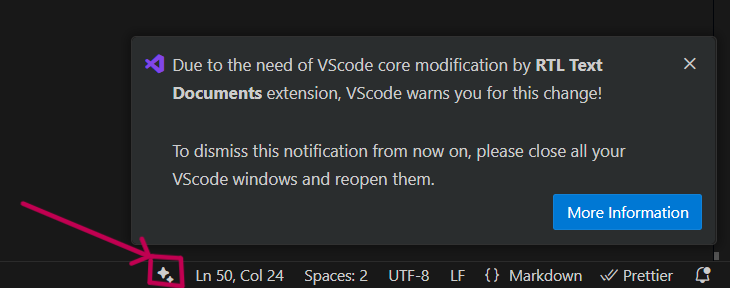 Due to the need of VScode core modification by RTL Text
Documents extension, VScode warns you for this change!
To dismiss this notification from now on, please close all your
VScode windows and reopen them.
More Information
Ln 50, Col 24 Spaces: 2 UTF-8 LF {} Markdown Prettier